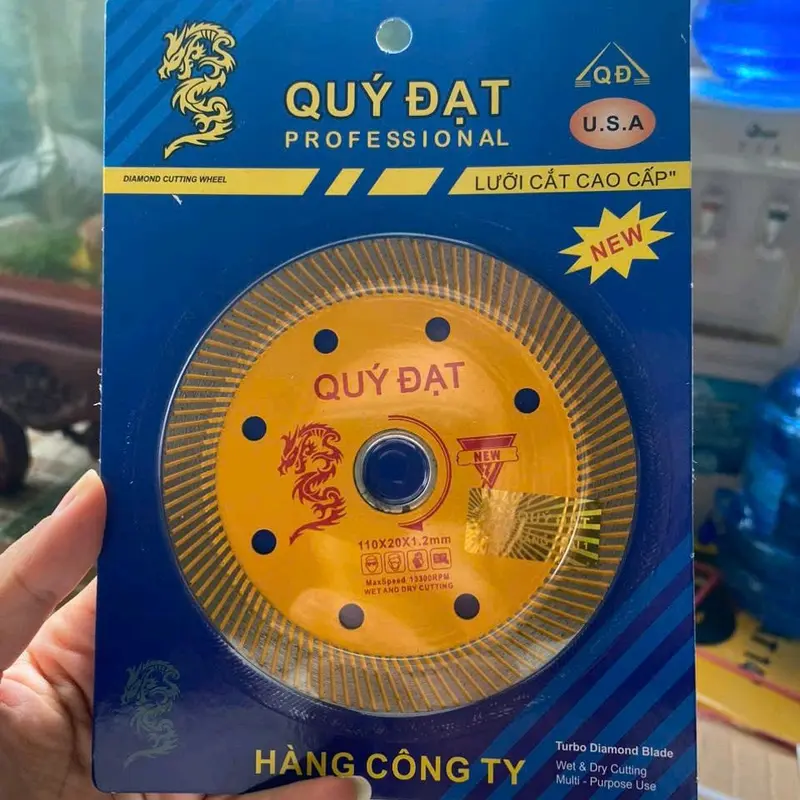 QUÝ ĐẠT
PROFESSIONAL
QĐ
U.S.A
DIAMOND CUTTING WHEEL
LƯỠI CẮT CAO CẤP"
NEW
QUÝ ĐẠT
NEW
110X20X1.2mm
MaxSpeed 13300RPM
WET AND DRY CUTTING
HÀNG CÔNG TY
Turbo Diamond Blade
Wet & Dry Cutting
Multi - Purpose Use